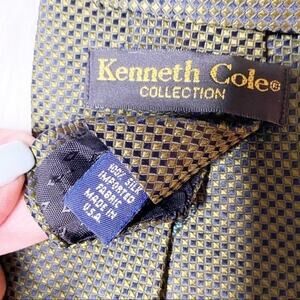 Kenneth Cole®
COLLECTION
100% SILK
IMPORTED
FABRIC
MADE IN
U.S.A.